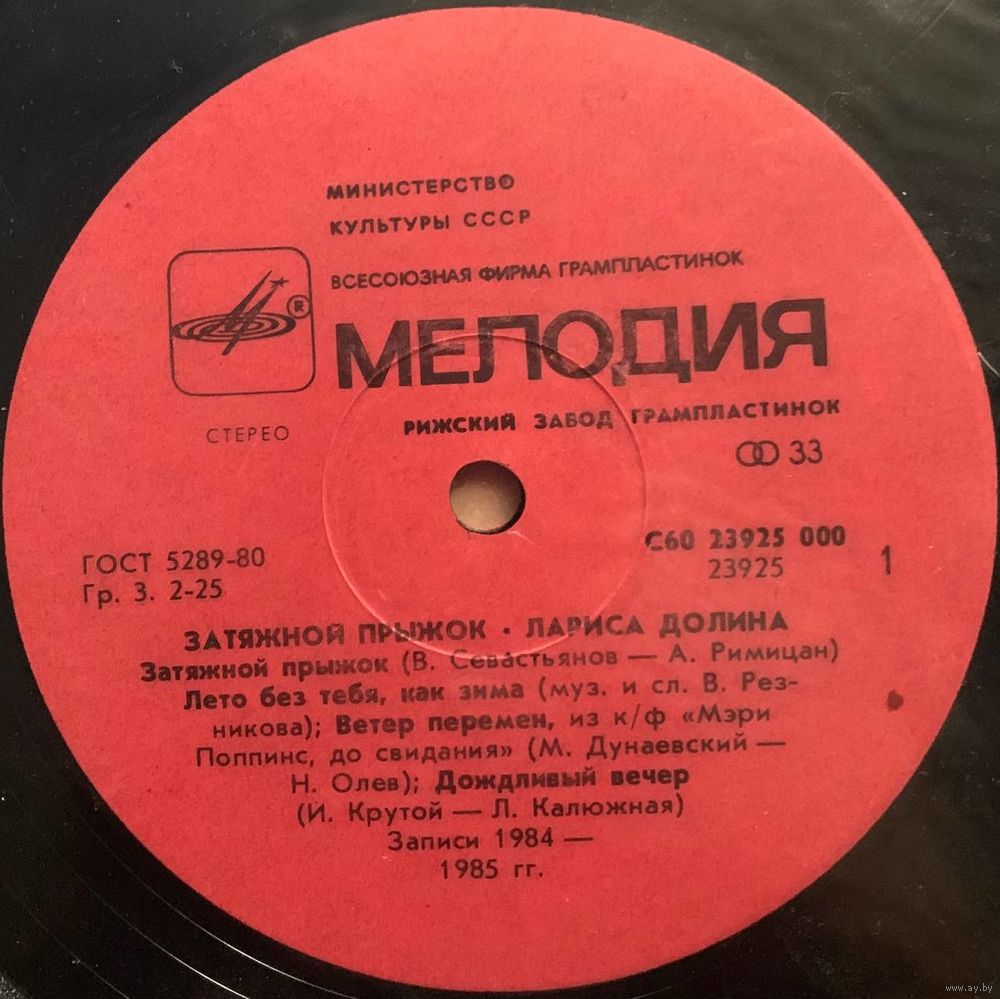 МИНИСТЕРСТВО
КУЛЬТУРЫ СССР
ВСЕСОЮЗНАЯ ФИРМА ГРАМПЛАСТИНОК
®
МЕЛОДИЯ
СТЕРЕО
РИЖСКИЙ ЗАВОД ГРАМПЛАСТИНОК
33
ГОСТ 5289-80
Гр. 3. 2-25
С60 23925 000
23925
1
ЗАТЯЖНОЙ ПРЫЖОК · ЛАРИСА ДОЛИНА
Затяжной прыжок (В. Севастьянов — А. Римицан)
Лето без тебя, как зима (муз. и сл. В. Рез-
никова); Ветер перемен, из к/ф «Мэри
Поппинс, до свидания» (М. Дунаевский —
Н. Олев); Дождливый вечер
(И. Крутой — Л. Калюжная)
Записи 1984 —
1985 гг.
www.ay.by